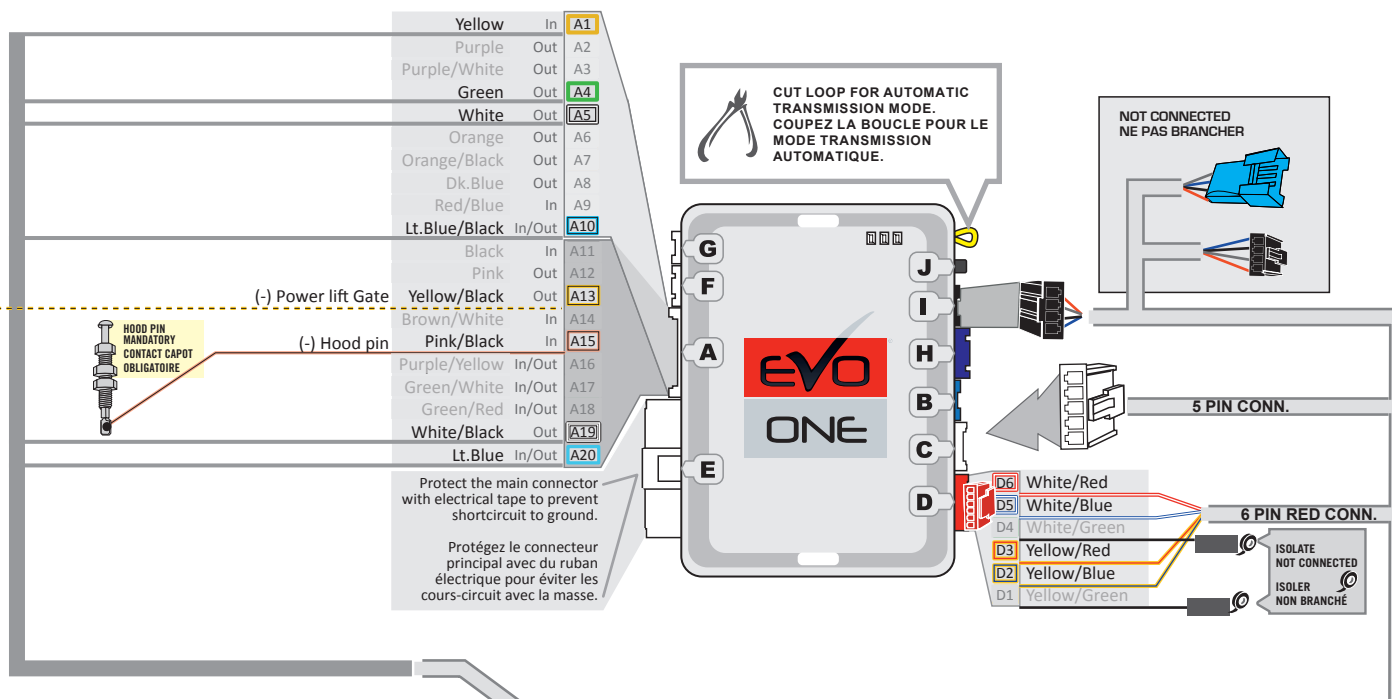 Yellow In A1
Purple Out A2
Purple/White Out A3
Green Out A4
White Out A5
Orange Out A6
Orange/Black Out A7
Dk.Blue Out A8
Red/Blue In A9
Lt.Blue/Black In/Out A10
Black In A11
Pink Out A12
(-) Power lift Gate Yellow/Black Out A13
Brown/White In A14
(-) Hood pin Pink/Black In A15
Purple/Yellow In/Out A16
Green/White In/Out A17
Green/Red In/Out A18
White/Black Out A19
Lt.Blue In/Out A20
HOOD PIN
MANDATORY
CONTACT CAPOT
OBLIGATOIRE
Protect the main connector
with electrical tape to prevent
shortcircuit to ground.
Protégez le connecteur
principal avec du ruban
électrique pour éviter les
cours-circuit avec la masse.
CUT LOOP FOR AUTOMATIC
TRANSMISSION MODE.
COUPEZ LA BOUCLE POUR LE
MODE TRANSMISSION
AUTOMATIQUE.
G
F
A
E
J
I
H
B
C
D
EVO
ONE
NOT CONNECTED
NE PAS BRANCHER
5 PIN CONN.
D6 White/Red
D5 White/Blue
D4 White/Green
D3 Yellow/Red
D2 Yellow/Blue
D1 Yellow/Green
6 PIN RED CONN.
ISOLATE
NOT CONNECTED
ISOLER
NON BRANCHÉ